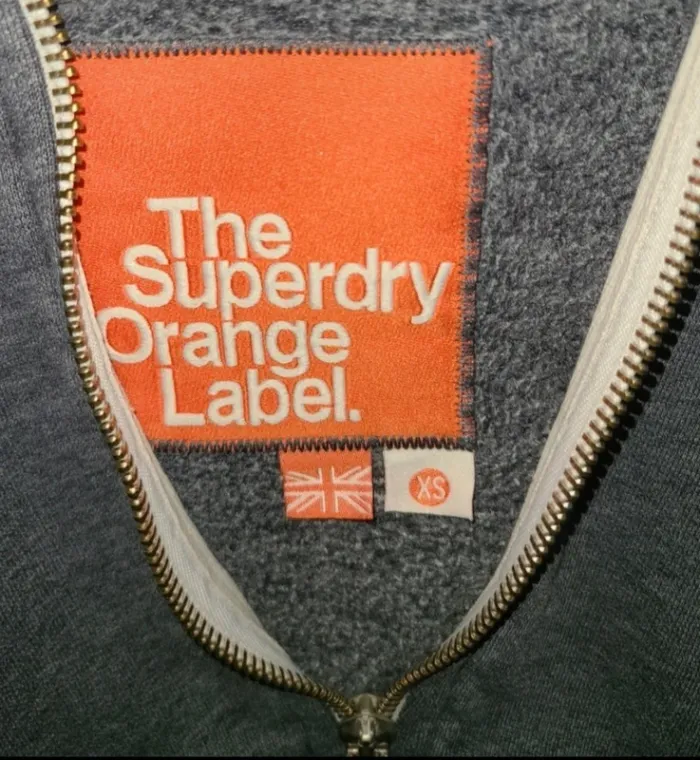 The
Superdry
Orange
Label.
XS